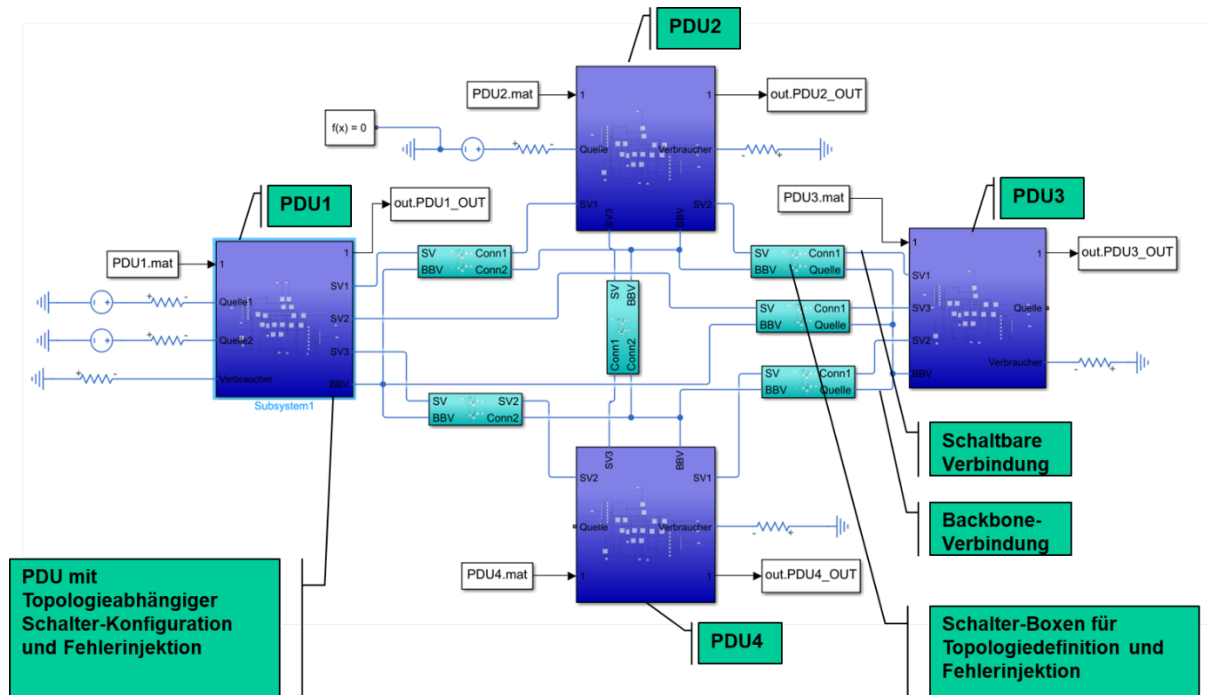 PDU2
PDU2.mat
1
1
out.PDU2_OUT
f(x) = 0
Quelle
Verbraucher
SV1
SV3
BBV
SV2
PDU1
out.PDU1_OUT
PDU1.mat
1
1
Quelle1
Quelle2
Verbraucher
SV1
SV2
SV3
BBV
Subsystem1
SV
BBV
Conn1
Conn2
SV
BBV
Conn1
Conn2
SV
BBV
SV2
Conn2
SV
BBV
Conn1
Quelle
SV
BBV
Conn1
Quelle
SV
BBV
Conn1
Quelle
PDU3
PDU3.mat
1
1
out.PDU3_OUT
SV1
SV3
SV2
BBV
Quelle
Verbraucher
SV3
BBV
SV2
SV1
Quelle
Verbraucher
1
1
PDU4.mat
out.PDU4_OUT
PDU4
Schaltbare
Verbindung
Backbone-
Verbindung
PDU mit
Topologieabhängiger
Schalter-Konfiguration
und Fehlerinjektion
Schalter-Boxen für
Topologiedefinition und
Fehlerinjektion